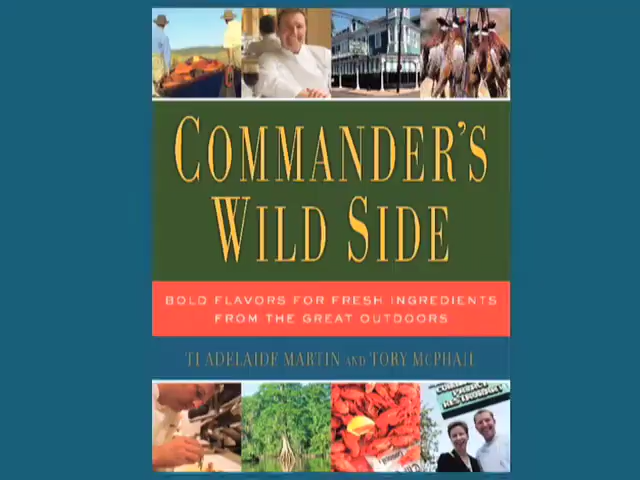 COMMANDER'S
WILD SIDE
BOLD FLAVORS FOR FRESH INGREDIENTS
FROM THE GREAT OUTDOORS
TI ADELAIDE MARTIN AND TORY MCPHAIL